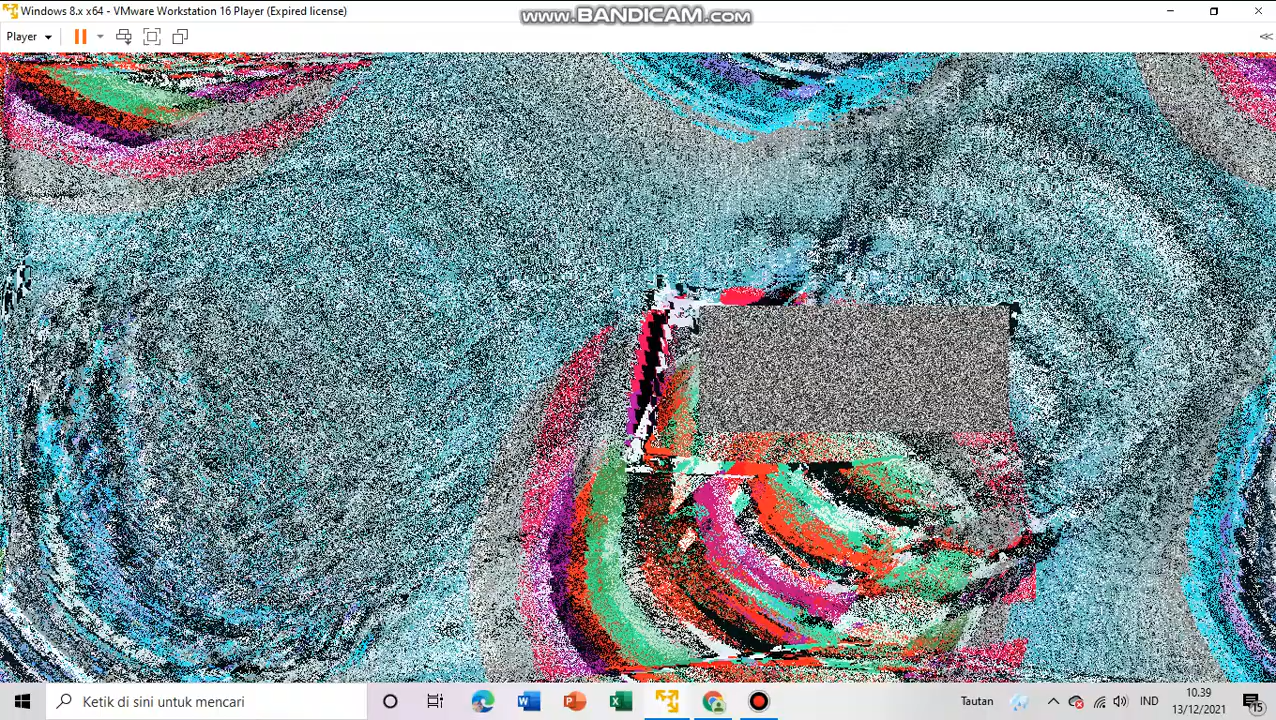 Windows 8.x x64 - VMware Workstation 16 Player (Expired license)
www.BANDICAM.com
Player
Ketik di sini untuk mencari
Tautan
IND
10.39
13/12/2021
15